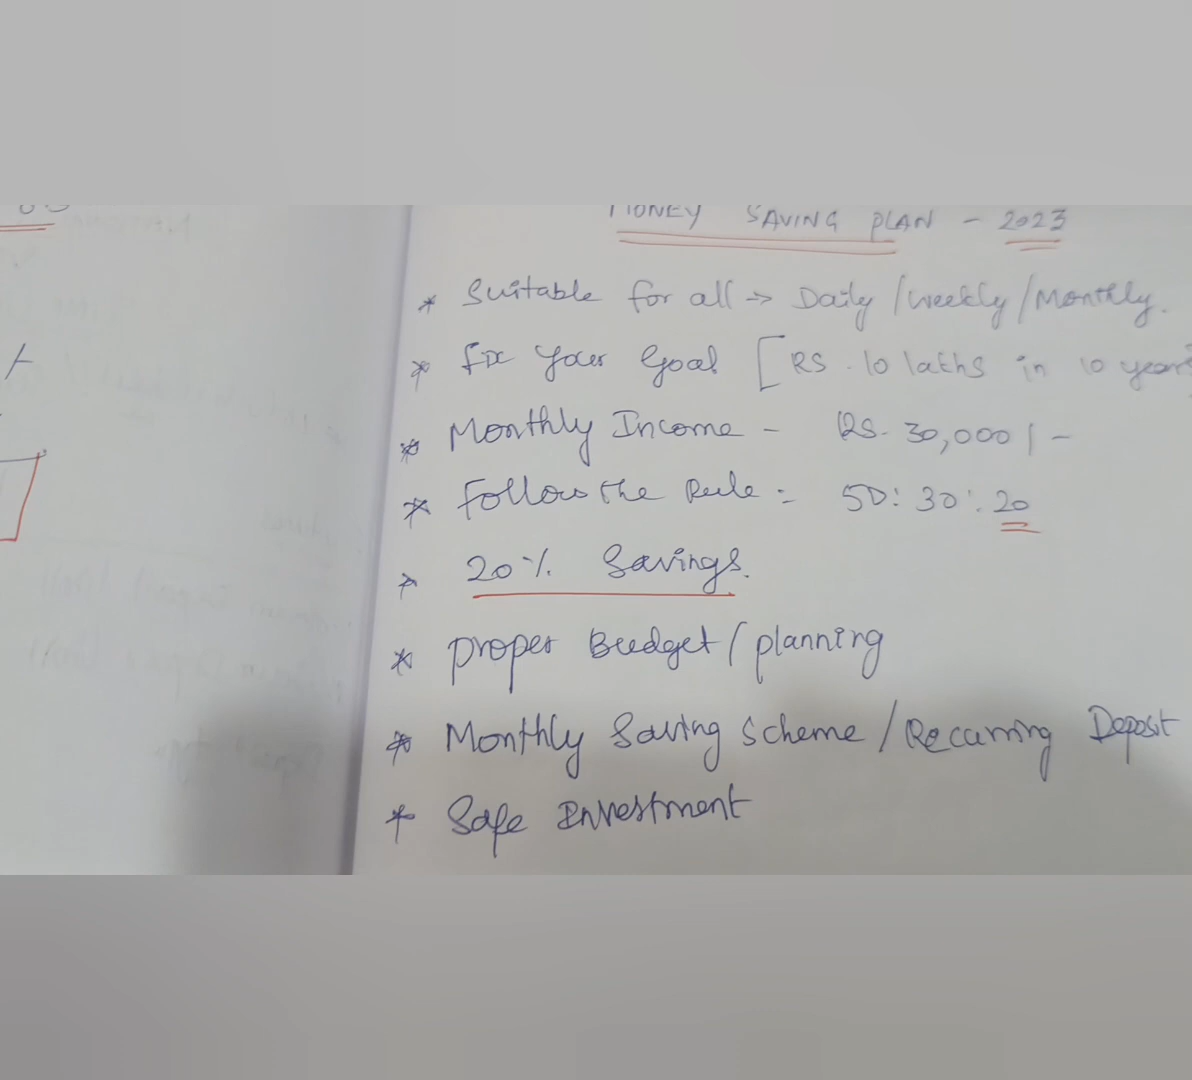 MONEY SAVING PLAN - 2023
* Suitable for all → Daily / Weekly / Monthly.
* Fix Your Goal [RS. 10 lakhs in 10 years]
* Monthly Income - RS. 30,000/-
* Follow the Rule : 50:30:20
* 20% Savings.
* Proper Budget / planning
* Monthly Saving Scheme / Recurring Deposit
* Safe Investment